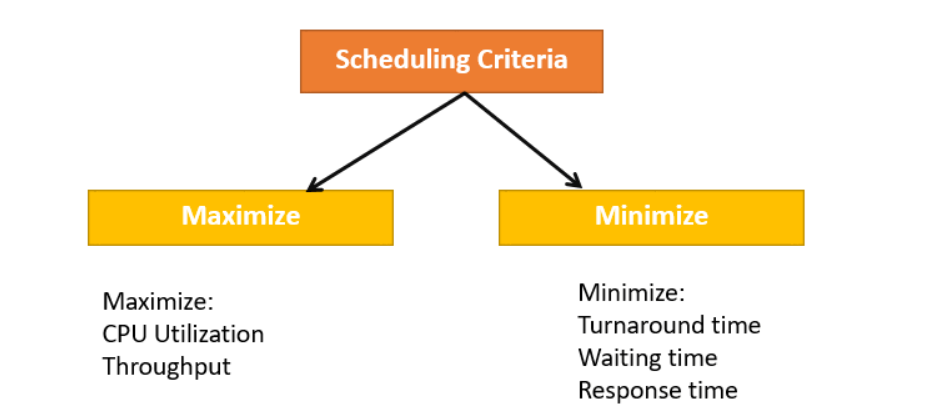 Scheduling Criteria
Maximize
Minimize
Maximize:
CPU Utilization
Throughput
Minimize:
Turnaround time
Waiting time
Response time